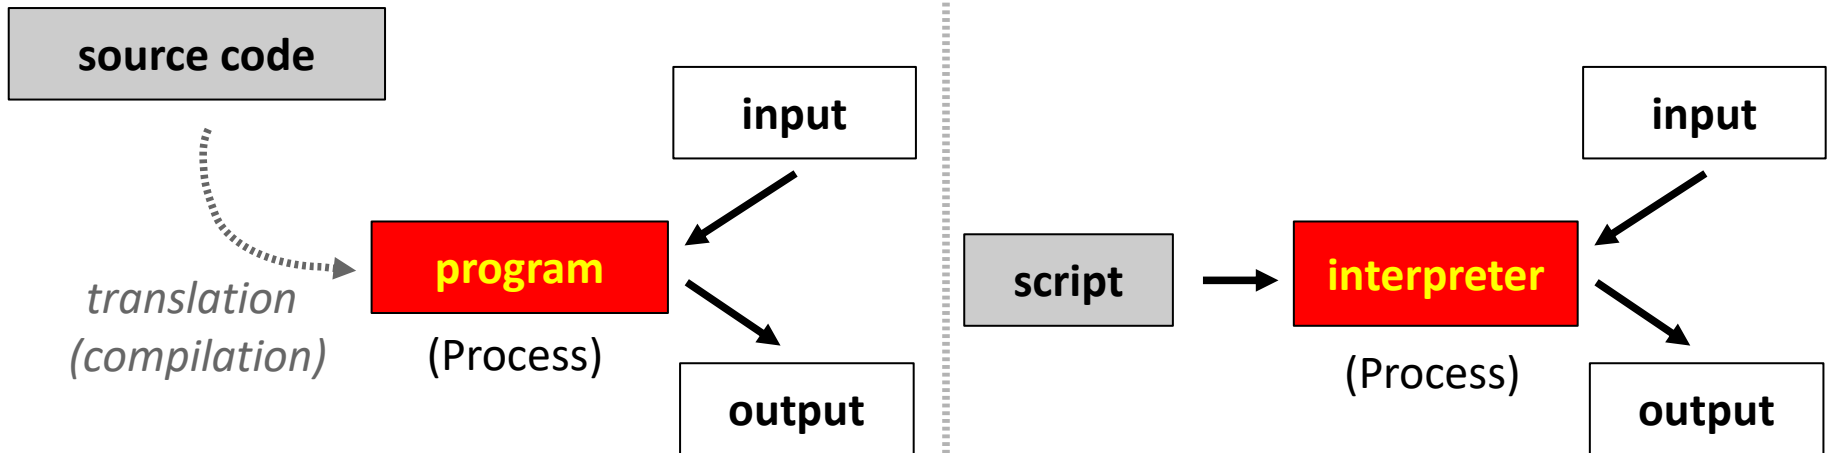 source code
input
program
translation
(compilation)
(Process)
output
input
script
interpreter
(Process)
output